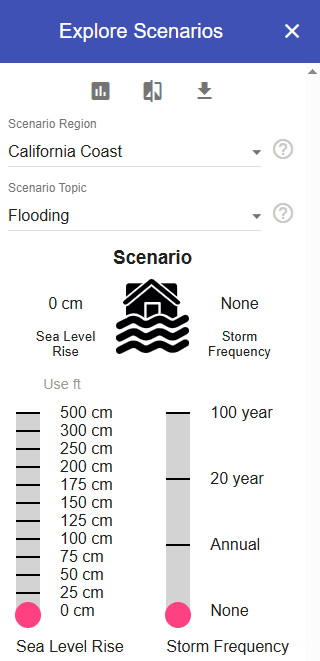 Explore Scenarios
Scenario Region
California Coast
Scenario Topic
Flooding
Scenario
0 cm
None
Sea Level
Rise
Storm
Frequency
Use ft
500 cm
300 cm
250 cm
200 cm
175 cm
150 cm
125 cm
100 cm
75 cm
50 cm
25 cm
0 cm
Sea Level Rise
100 year
20 year
Annual
None
Storm Frequency